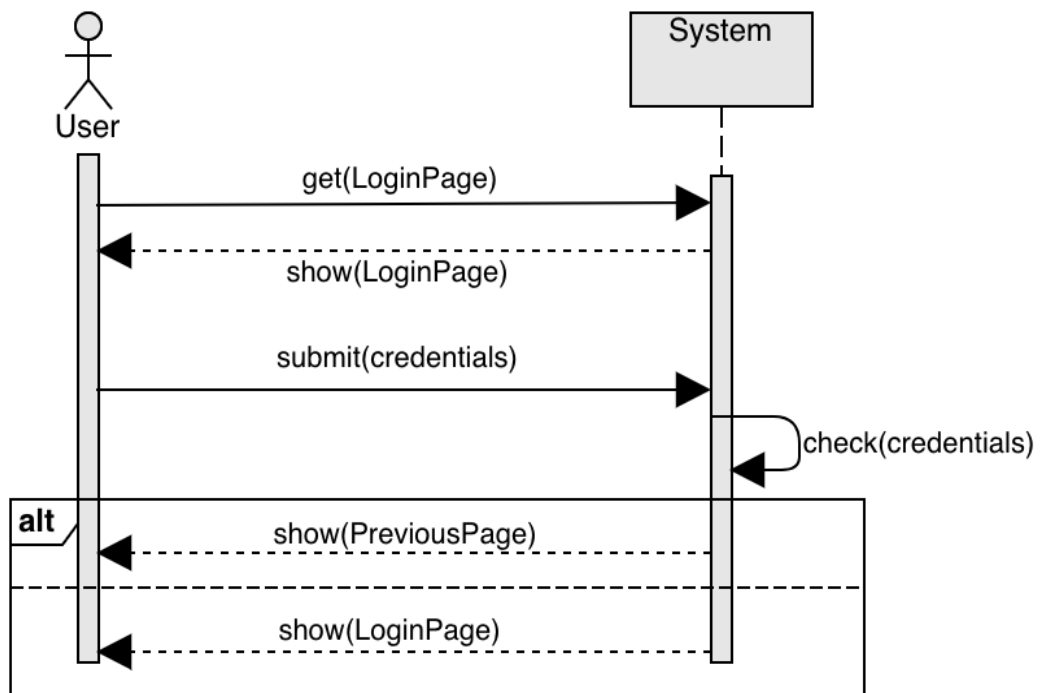 System
User
get(LoginPage)
show(LoginPage)
submit(credentials)
check(credentials)
alt
show(PreviousPage)
show(LoginPage)